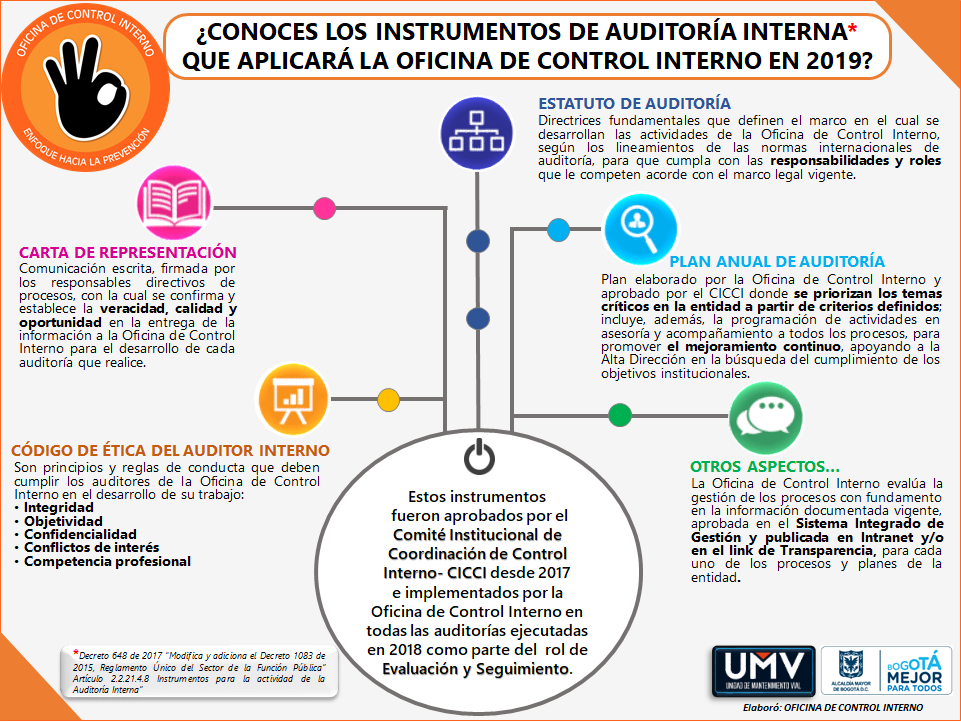 OFICINA DE CONTROL INTERNO
ENFOQUE HACIA LA PREVENCIÓN
¿CONOCES LOS INSTRUMENTOS DE AUDITORÍA INTERNA*
QUE APLICARÁ LA OFICINA DE CONTROL INTERNO EN 2019?
ESTATUTO DE AUDITORÍA
Directrices fundamentales que definen el marco en el cual se
desarrollan las actividades de la Oficina de Control Interno,
según los lineamientos de las normas internacionales de
auditoría, para que cumpla con las responsabilidades y roles
que le competen acorde con el marco legal vigente.
CARTA DE REPRESENTACIÓN
Comunicación escrita, firmada por
los responsables directivos de
procesos, con la cual se confirma y
establece la veracidad, calidad y
oportunidad en la entrega de la
información a la Oficina de Control
Interno para el desarrollo de cada
auditoría que realice.
PLAN ANUAL DE AUDITORÍA
Plan elaborado por la Oficina de Control Interno y
aprobado por el CICCI donde se priorizan los temas
críticos en la entidad a partir de criterios definidos;
incluye, además, la programación de actividades en
asesoría y acompañamiento a todos los procesos, para
promover el mejoramiento continuo, apoyando a la
Alta Dirección en la búsqueda del cumplimiento de los
objetivos institucionales.
CÓDIGO DE ÉTICA DEL AUDITOR INTERNO
Son principios y reglas de conducta que deben
cumplir los auditores de la Oficina de Control
Interno en el desarrollo de su trabajo:
• Integridad
• Objetividad
• Confidencialidad
• Conflictos de interés
• Competencia profesional
OTROS ASPECTOS...
La Oficina de Control Interno evalúa la
gestión de los procesos con fundamento
en la información documentada vigente,
aprobada en el Sistema Integrado de
Gestión y publicada en Intranet y/o
en el link de Transparencia, para cada
uno de los procesos y planes de la
entidad.
Estos instrumentos
fueron aprobados por el
Comité Institucional de
Coordinación de Control
Interno- CICCI desde 2017
e implementados por la
Oficina de Control Interno en
todas las auditorías ejecutadas
en 2018 como parte del rol de
Evaluación y Seguimiento.
*Decreto 648 de 2017 "Modifica y adiciona el Decreto 1083 de
2015, Reglamento Único del Sector de la Función Pública"
Artículo 2.2.21.4.8 Instrumentos para la actividad de la
Auditoría Interna"
UMV
UNIDAD DE MANTENIMIENTO VIAL
ALCALDÍA MAYOR
DE BOGOTÁ D.C.
BOGOTÁ
MEJOR
PARA TODOS
Elaboró: OFICINA DE CONTROL INTERNO